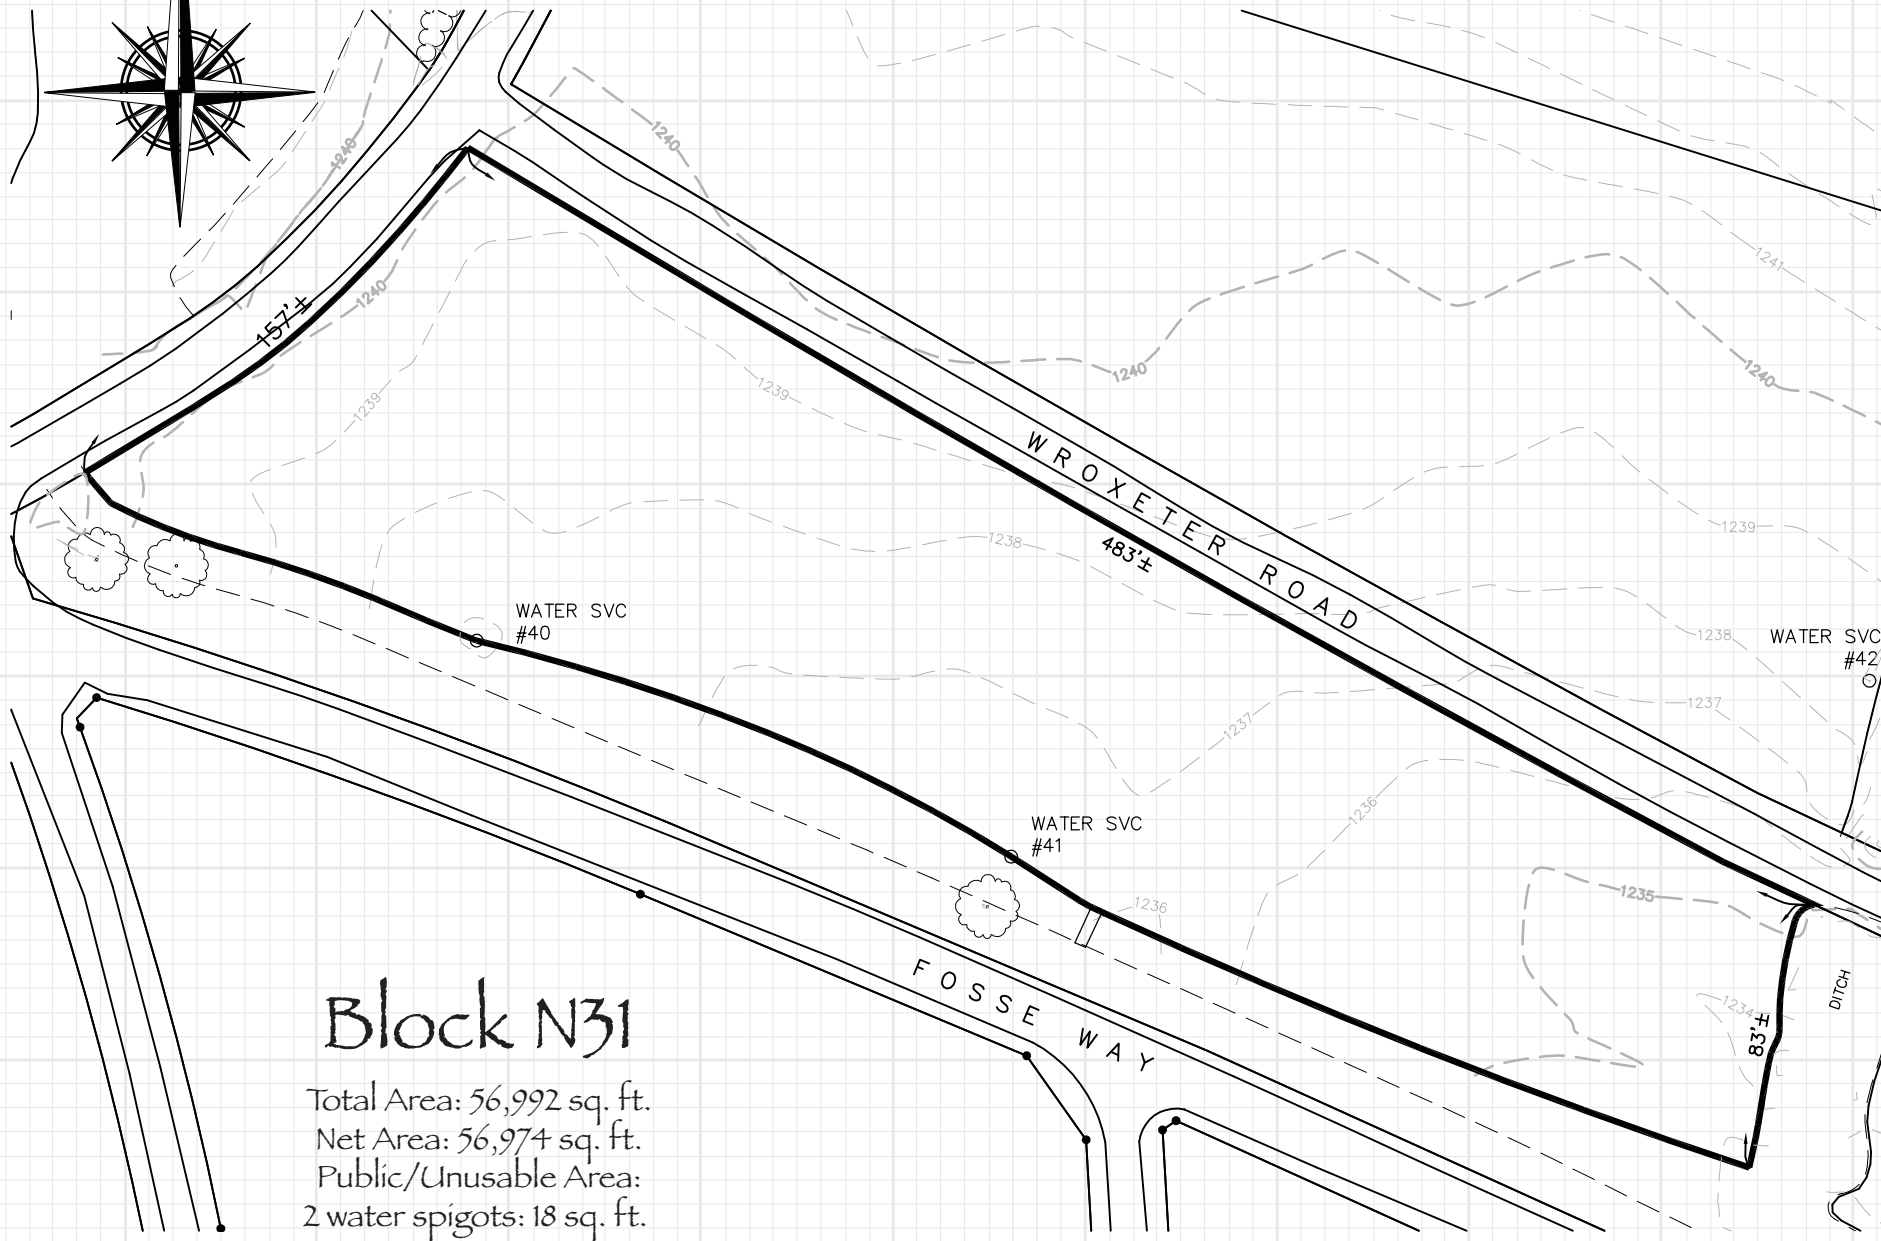 1240
1240
1240
157'±
1241
1240
1240
1239
1239
WROXETER ROAD
483'±
1238
1239
WATER SVC
#40
1238
WATER SVC
#42
1237
1237
1236
WATER SVC
#41
1236
1235
FOSSE WAY
DITCH
1234
83'±
Block N31
Total Area: 56,992 sq. ft.
Net Area: 56,974 sq. ft.
Public/Unusable Area:
2 water spigots: 18 sq. ft.